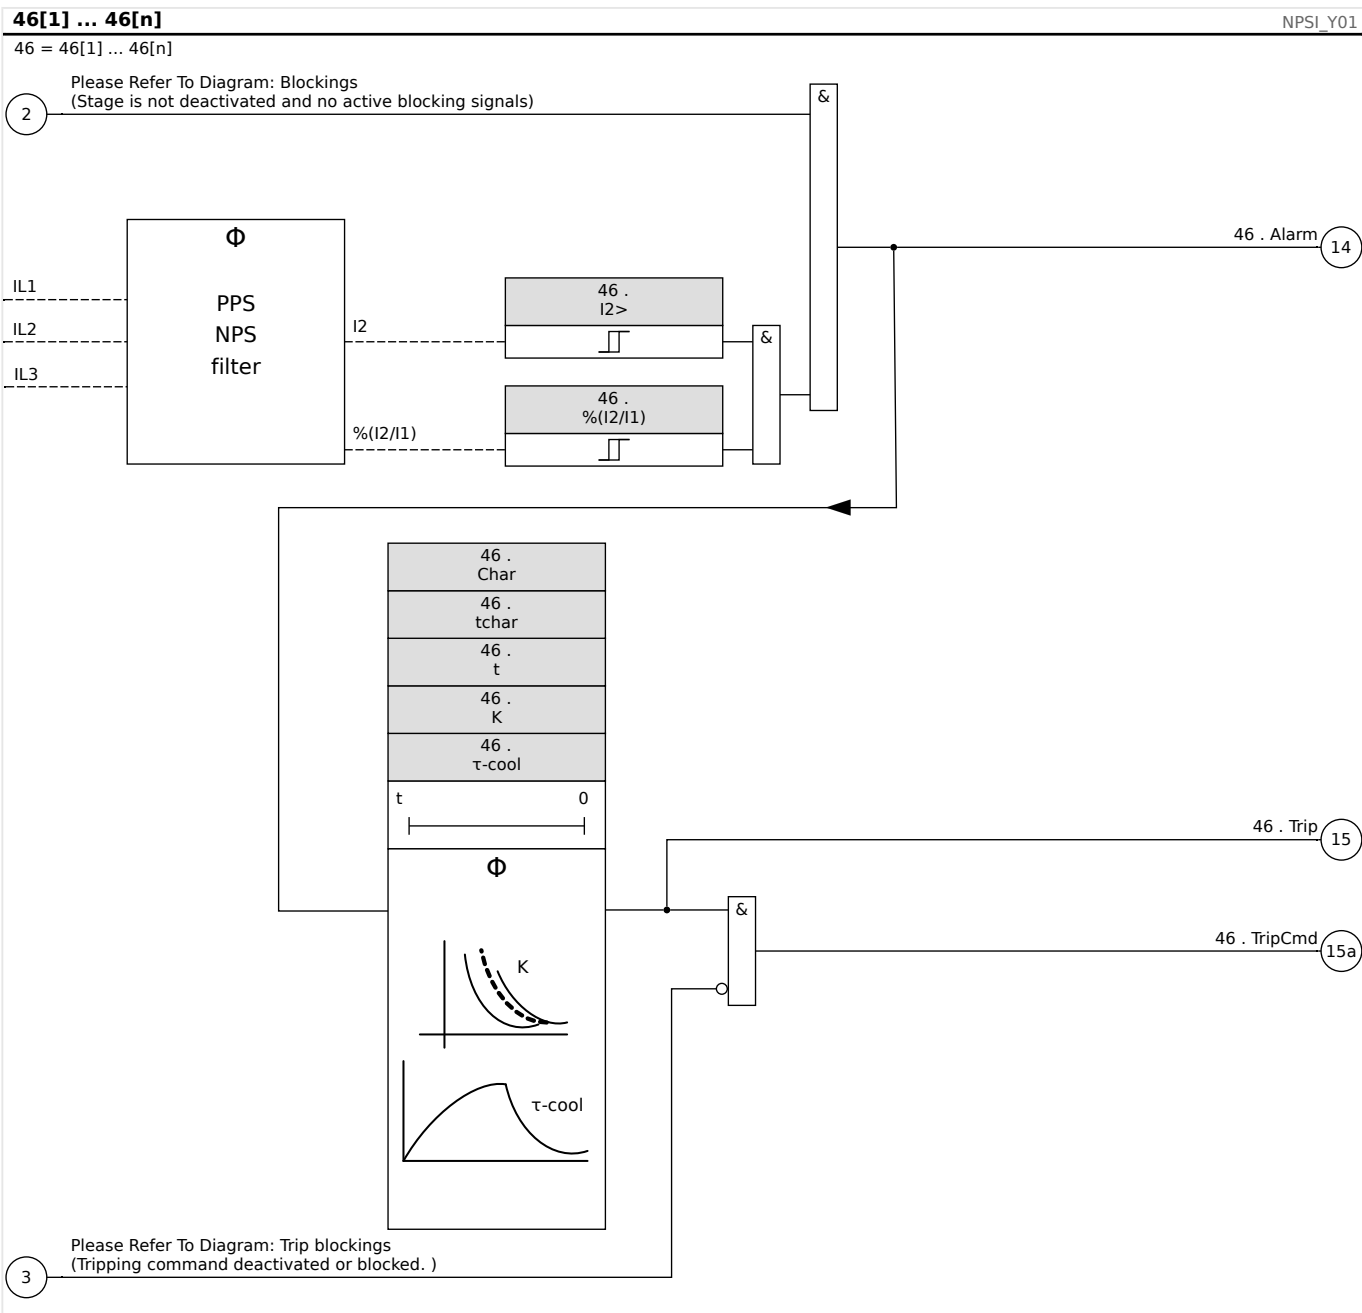 46[1] ... 46[n]
NPSI_Y01
46 = 46[1] ... 46[n]
Please Refer To Diagram: Blockings
(Stage is not deactivated and no active blocking signals)
2
&
Φ
PPS
NPS
filter
IL1
IL2
IL3
I2
%(I2/I1)
46 .
I2>
46 .
%(I2/I1)
&
46 . Alarm
14
46 .
Char
46 .
tchar
46 .
t
46 .
K
46 .
τ-cool
t 0
Φ
K
τ-cool
46 . Trip
15
&
46 . TripCmd
15a
Please Refer To Diagram: Trip blockings
(Tripping command deactivated or blocked. )
3